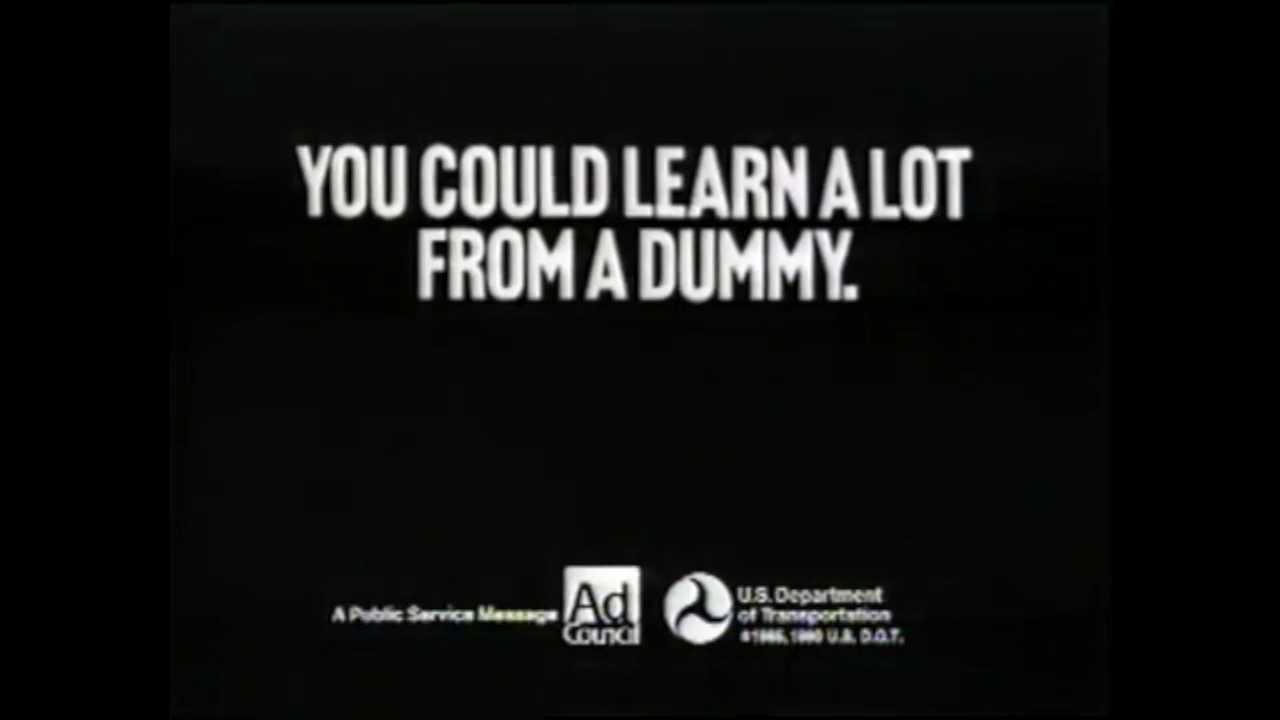 YOU COULD LEARN A LOT
FROM A DUMMY.
A Public Service Message
Ad
Council
U.S. Department
of Transportation
U.S. D.O.T.